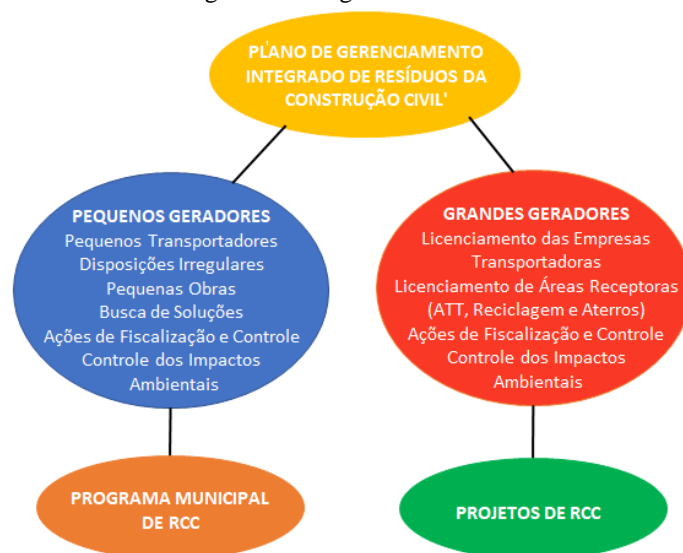 PLANO DE GERENCIAMENTO
INTEGRADO DE RESÍDUOS DA
CONSTRUÇÃO CIVIL'
PEQUENOS GERADORES
Pequenos Transportadores
Disposições Irregulares
Pequenas Obras
Busca de Soluções
Ações de Fiscalização e Controle
Controle dos Impactos
Ambientais
GRANDES GERADORES
Licenciamento das Empresas
Transportadoras
Licenciamento de Áreas Receptoras
(ATT, Reciclagem e Aterros)
Ações de Fiscalização e Controle
Controle dos Impactos
Ambientais
PROGRAMA MUNICIPAL
DE RCC
PROJETOS DE RCC